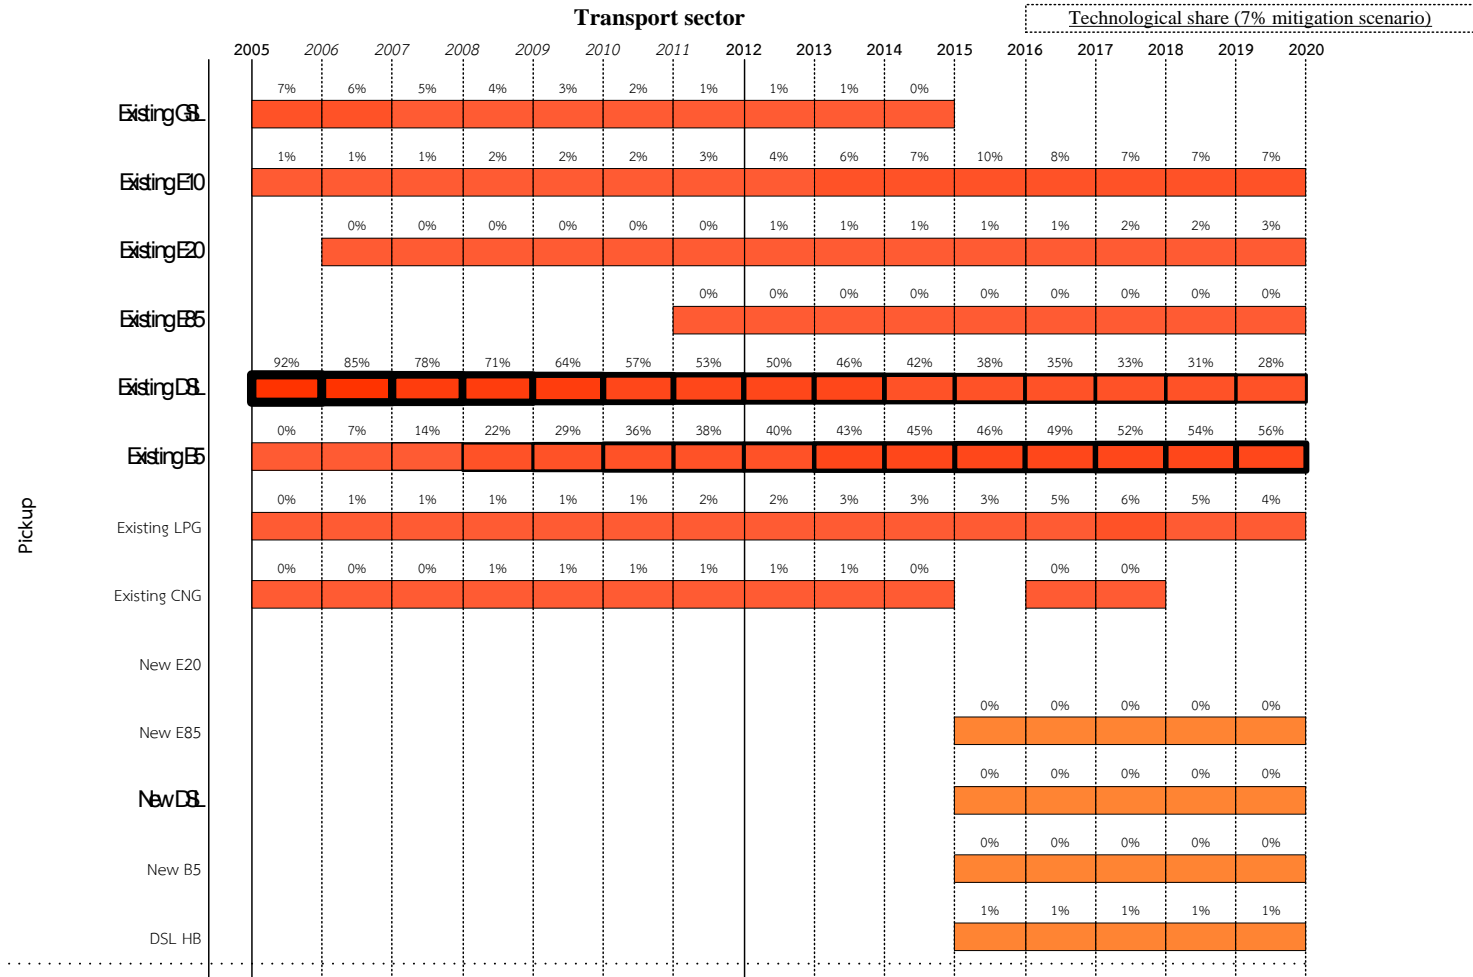 Transport sector
Technological share (7% mitigation scenario)
2005 2006 2007 2008 2009 2010 2011 2012 2013 2014 2015 2016 2017 2018 2019 2020
7% 6% 5% 4% 3% 2% 1% 1% 1% 0%
Existing GSL
1% 1% 1% 2% 2% 2% 3% 4% 6% 7% 10% 8% 7% 7% 7%
Existing E10
0% 0% 0% 0% 0% 0% 1% 1% 1% 1% 1% 2% 2% 3%
Existing E20
0% 0% 0% 0% 0% 0% 0% 0% 0%
Existing E85
92% 85% 78% 71% 64% 57% 53% 50% 46% 42% 38% 35% 33% 31% 28%
Existing DSL
0% 7% 14% 22% 29% 36% 38% 40% 43% 45% 46% 49% 52% 54% 56%
Existing B5
Pickup
0% 1% 1% 1% 1% 1% 2% 2% 3% 3% 3% 5% 6% 5% 4%
Existing LPG
0% 0% 0% 1% 1% 1% 1% 1% 1% 0% 0% 0%
Existing CNG
New E20
0% 0% 0% 0% 0%
New E85
0% 0% 0% 0% 0%
New DSL
0% 0% 0% 0% 0%
New B5
1% 1% 1% 1% 1%
DSL HB